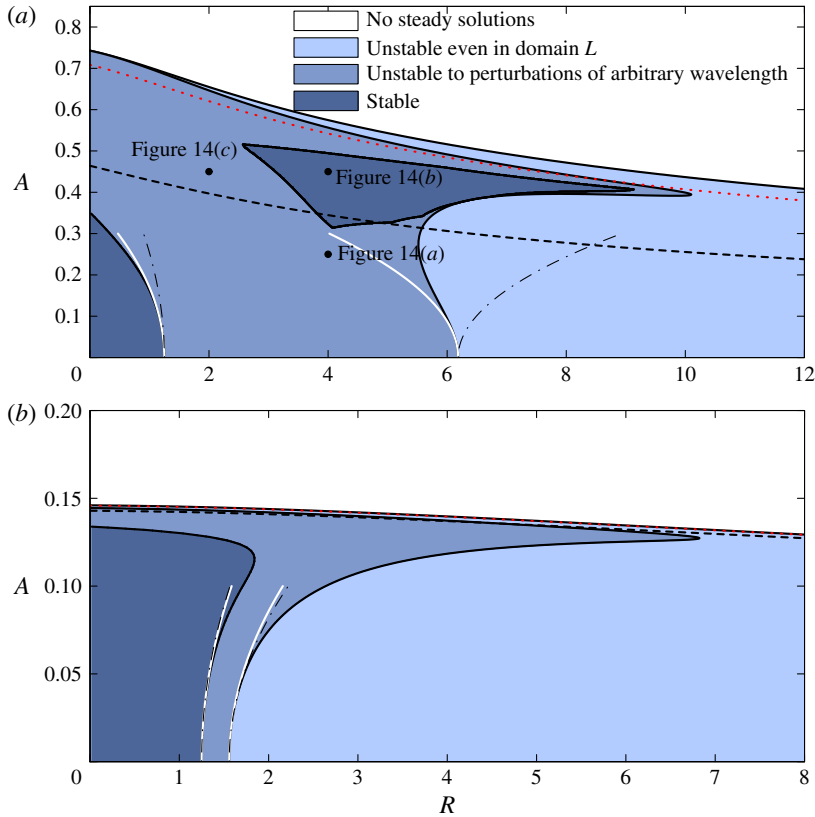 (a)
0.8
0.7
0.6
0.5
0.4
0.3
0.2
0.1
A
No steady solutions
Unstable even in domain L
Unstable to perturbations of arbitrary wavelength
Stable
Figure 14(c)
Figure 14(b)
Figure 14(a)
0 2 4 6 8 10 12
(b)
0.20
0.15
0.10
0.05
A
0 1 2 3 4 5 6 7 8
R